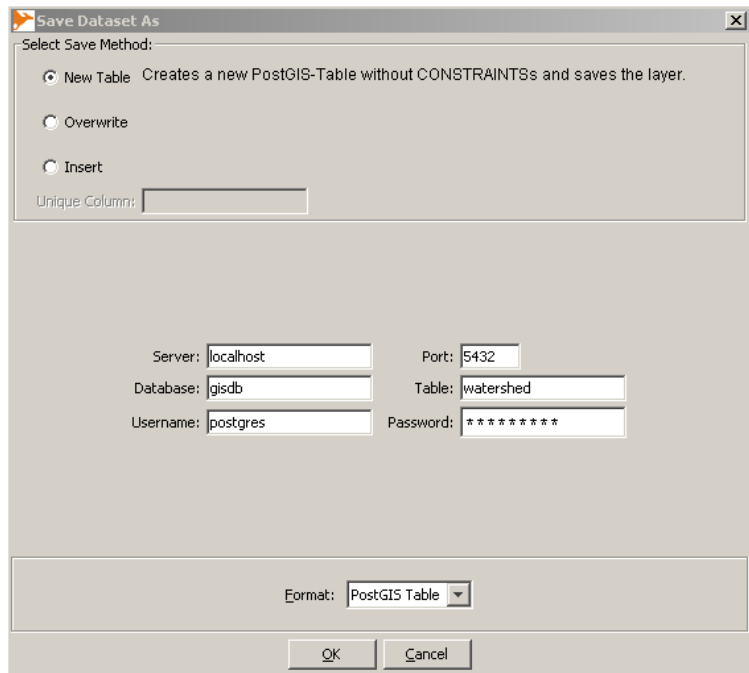 Save Dataset As
Select Save Method:
New Table Creates a new PostGIS-Table without CONSTRAINTSs and saves the layer.
Overwrite
Insert
Unique Column:
Server: localhost Port: 5432
Database: gisdb Table: watershed
Username: postgres Password: *********
Format: PostGIS Table
OK Cancel